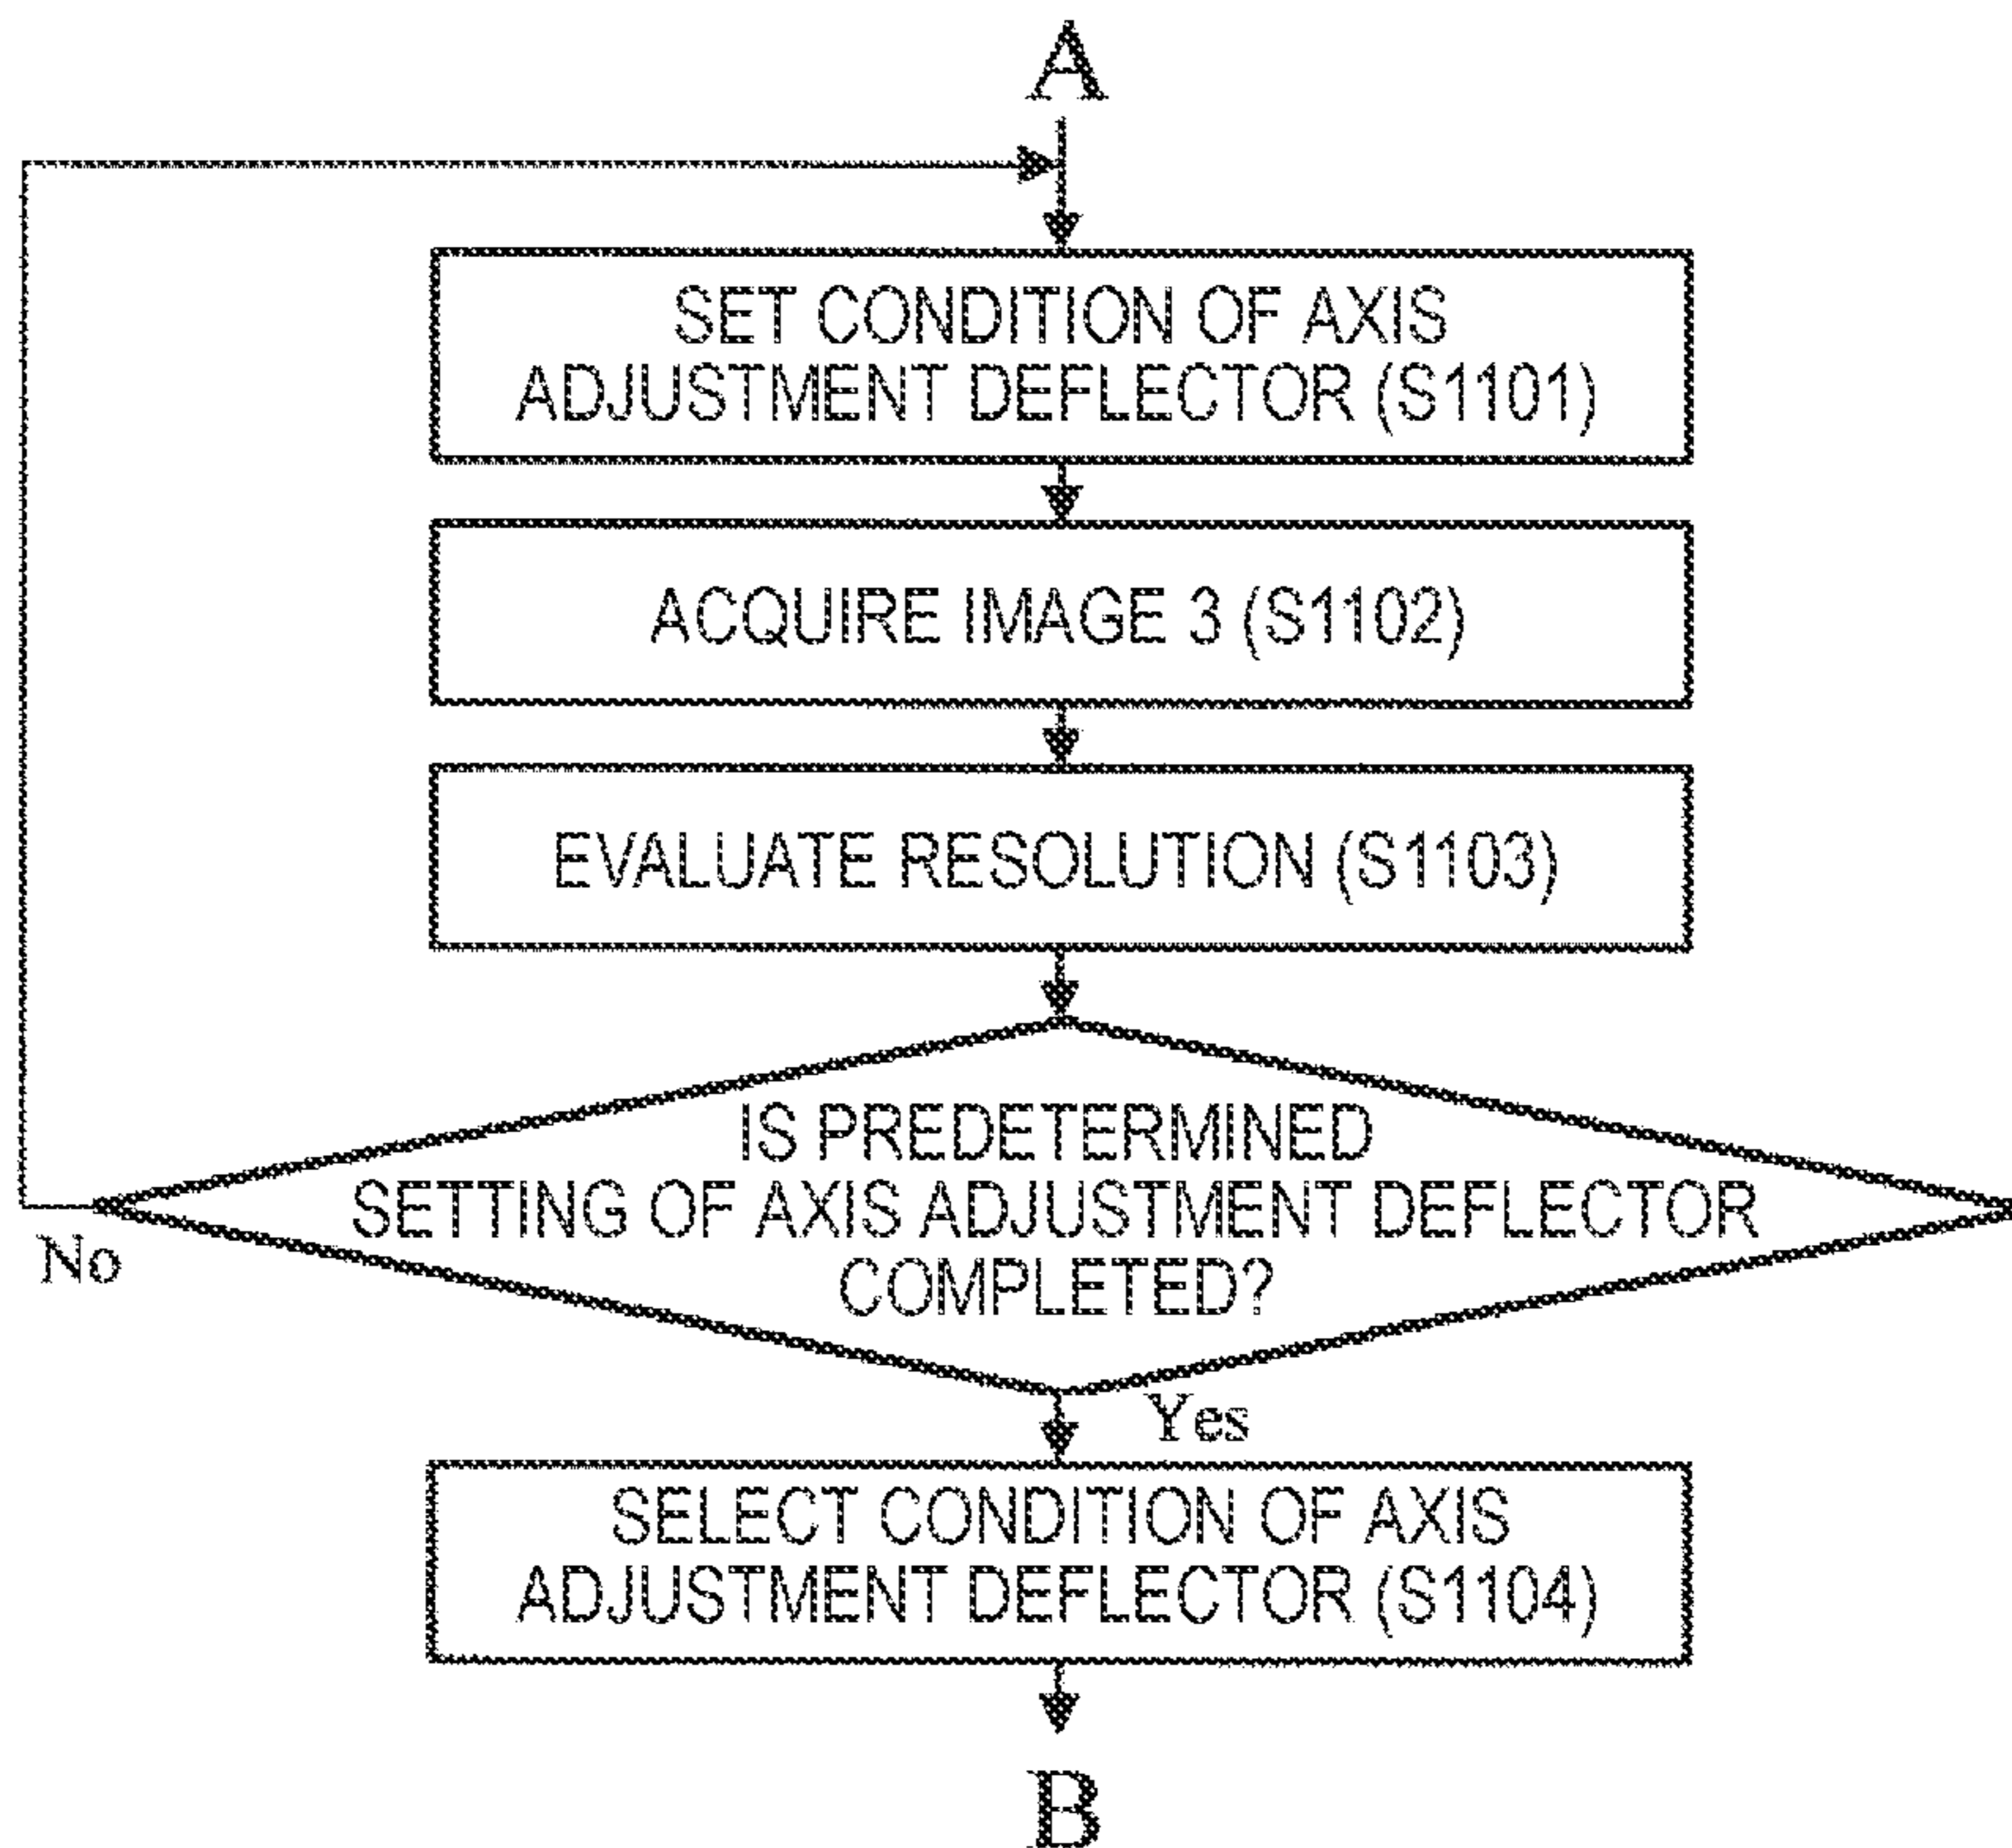 A
SET CONDITION OF AXIS
ADJUSTMENT DEFLECTOR (S1101)
ACQUIRE IMAGE 3 (S1102)
EVALUATE RESOLUTION (S1103)
IS PREDETERMINED
SETTING OF AXIS ADJUSTMENT DEFLECTOR
COMPLETED?
No
Yes
SELECT CONDITION OF AXIS
ADJUSTMENT DEFLECTOR (S1104)
B